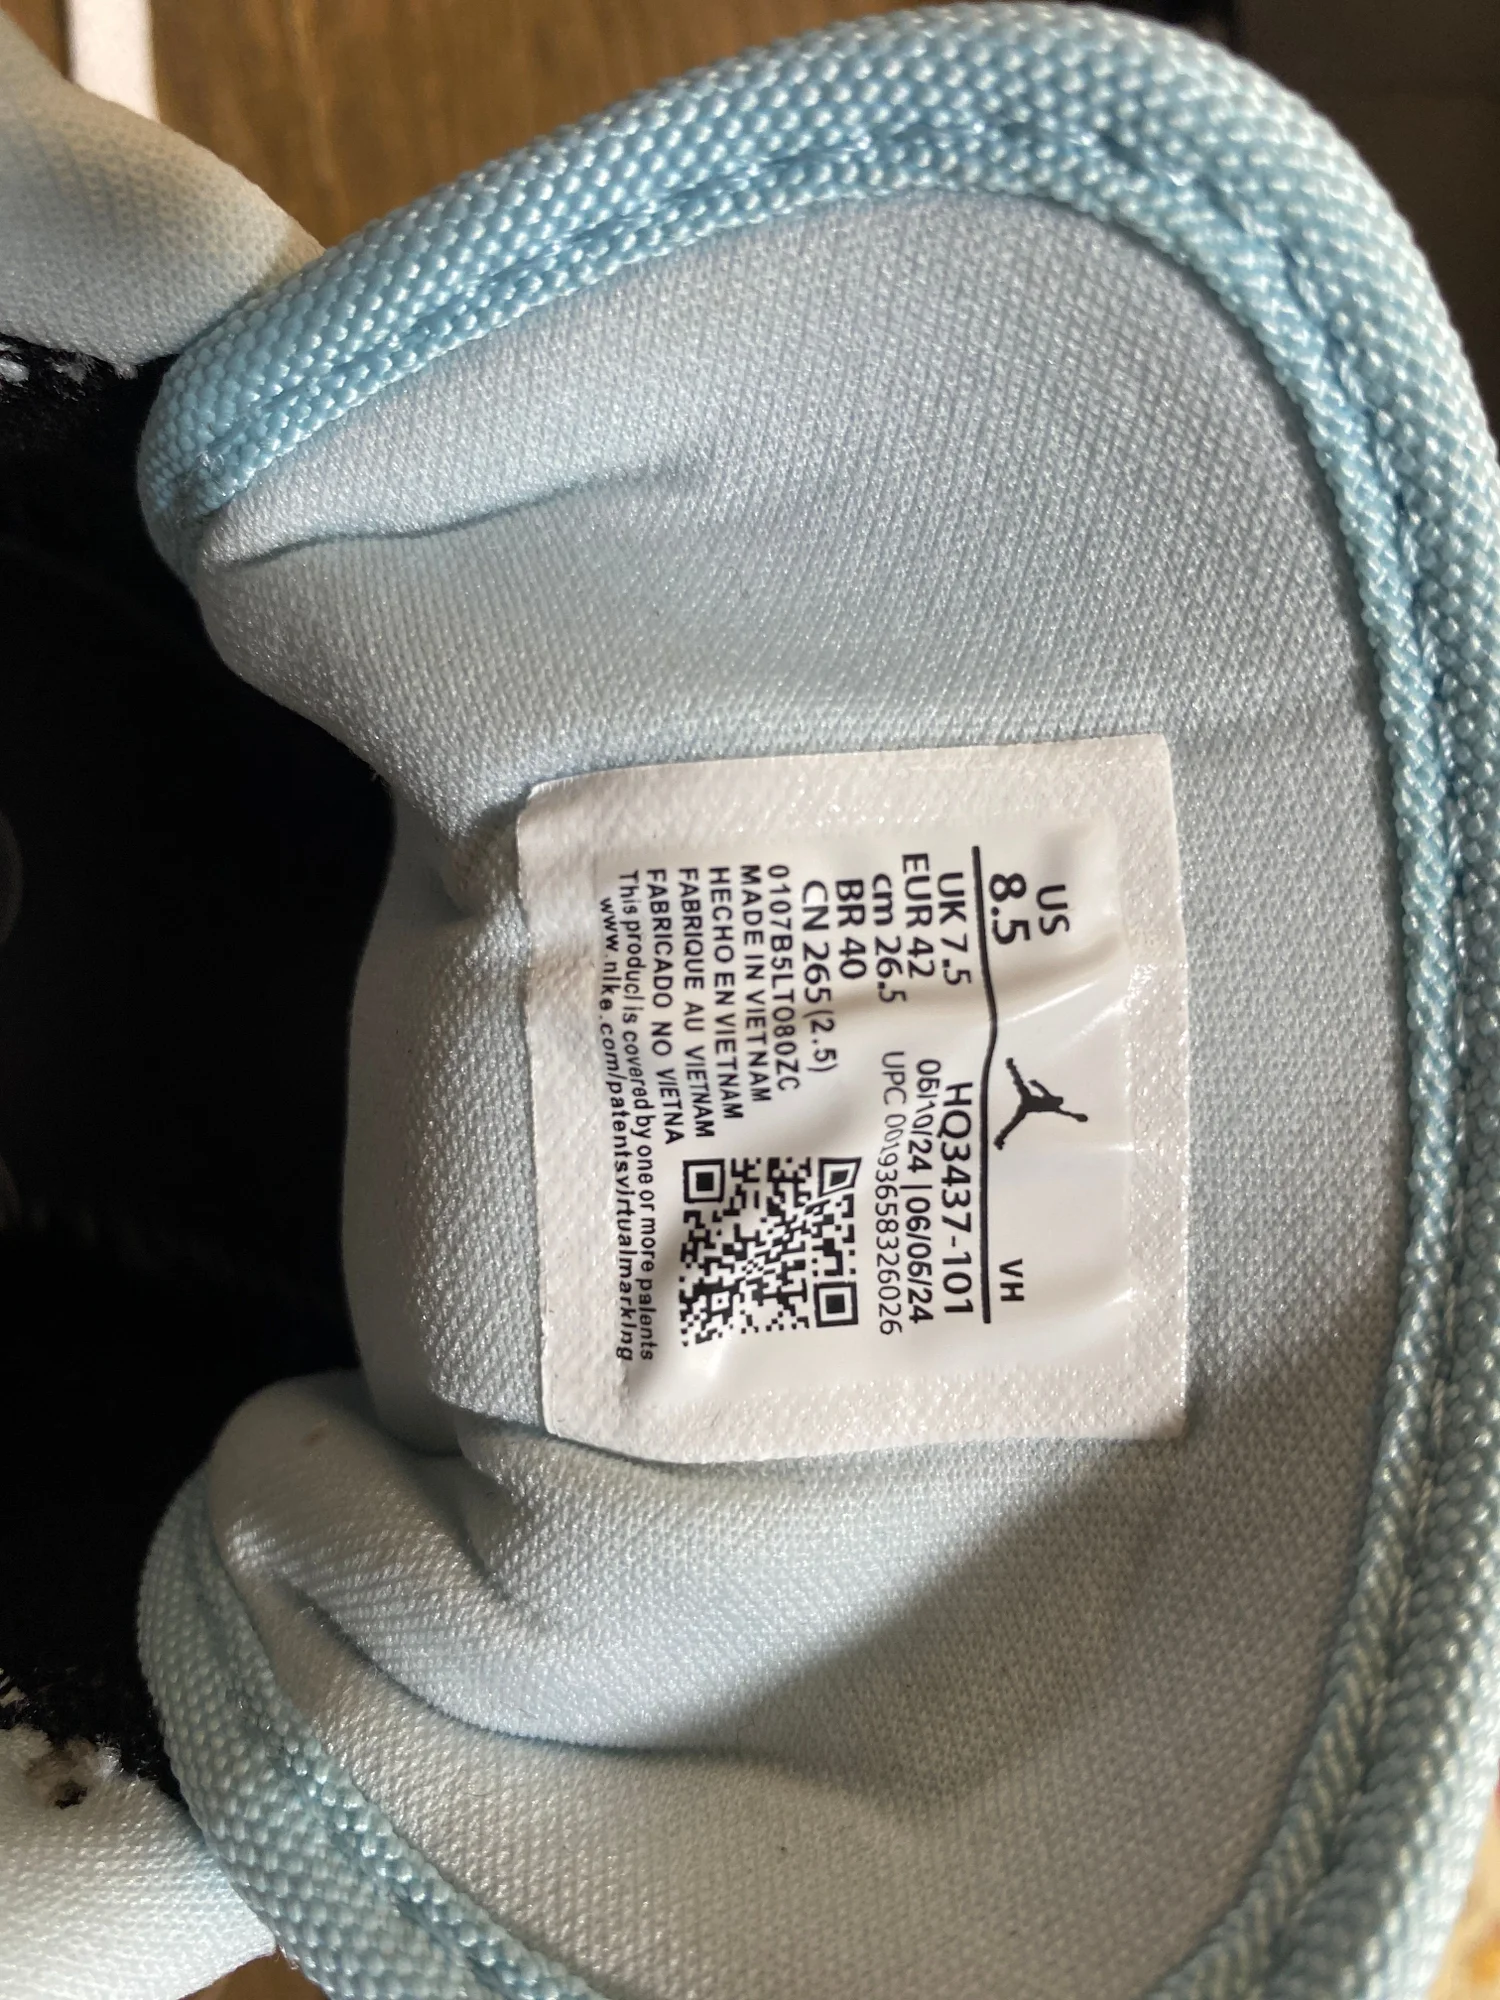 US
8.5
VH
UK 7.5
EUR 42
cm 26.5
BR 40
CN 265(2.5)
HQ3437-101
05/10/24 | 06/05/24
UPC 00193658326026
0107B5LTO80ZC
MADE IN VIETNAM
HECHO EN VIETNAM
FABRIQUE AU VIETNAM
FABRICADO NO VIETNA
This product is covered by one or more patents
www.nike.com/patentsvirtualmarking